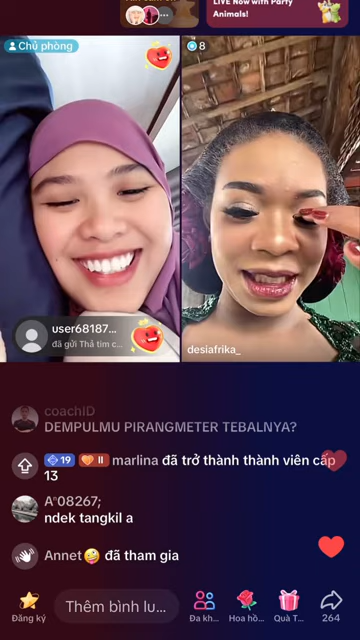 LIVE Now with Party
Animals!
Chủ phòng
8
user68187...
đã gửi Thả tim c...
desiafrika_
coachID
DEMPULMU PIRANGMETER TEBALNYA?
19 II marlina đã trở thành thành viên cấp
13
A°08267;
ndek tangkil a
Annet🤪 đã tham gia
Đăng ký
Thêm bình lu...
Đa kh...
Hoa hồ...
Quà T...
264